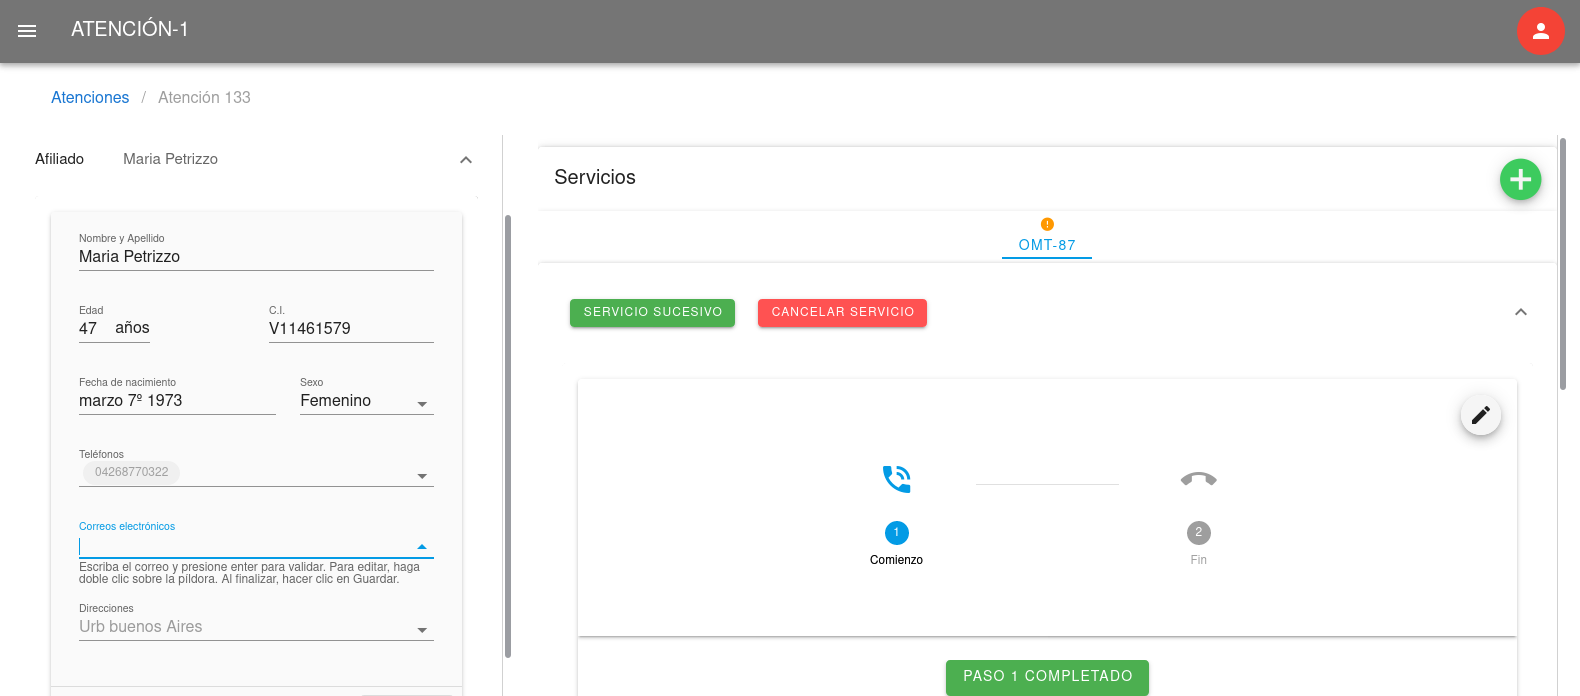 ATENCIÓN-1
Atenciones / Atención 133
Afiliado Maria Petrizzo
Nombre y Apellido
Maria Petrizzo
Edad
47 años
C.I.
V11461579
Fecha de nacimiento
marzo 7º 1973
Sexo
Femenino
Teléfonos
04268770322
Correos electrónicos
Escriba el correo y presione enter para validar. Para editar, haga
doble clic sobre la píldora. Al finalizar, hacer clic en Guardar.
Direcciones
Urb buenos Aires
Servicios
OMT-87
SERVICIO SUCESIVO
CANCELAR SERVICIO
1
Comienzo
2
Fin
PASO 1 COMPLETADO